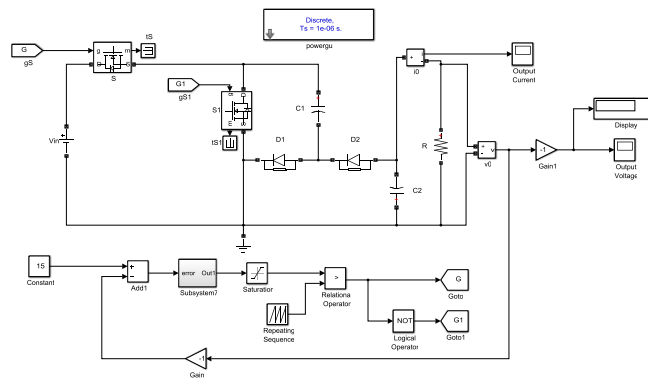 Discrete,
Ts = 1e-06 s.
powergu
G
gS
g
m
D
S
tS
S
G1
gS1
g
D
m
S
S1
tS1
C1
D1
D2
C2
Vin
+
i0
+
-
Output
Current
R
+
-
v
v0
-1
Gain1
Display
Output
Voltage
15
Constant
+
−
Add1
error
Out1
Subsystem7
Saturation
Repeating
Sequence
>
Relationa
Operator
NOT
Logical
Operator
G
Goto
G1
Goto1
-1
Gain